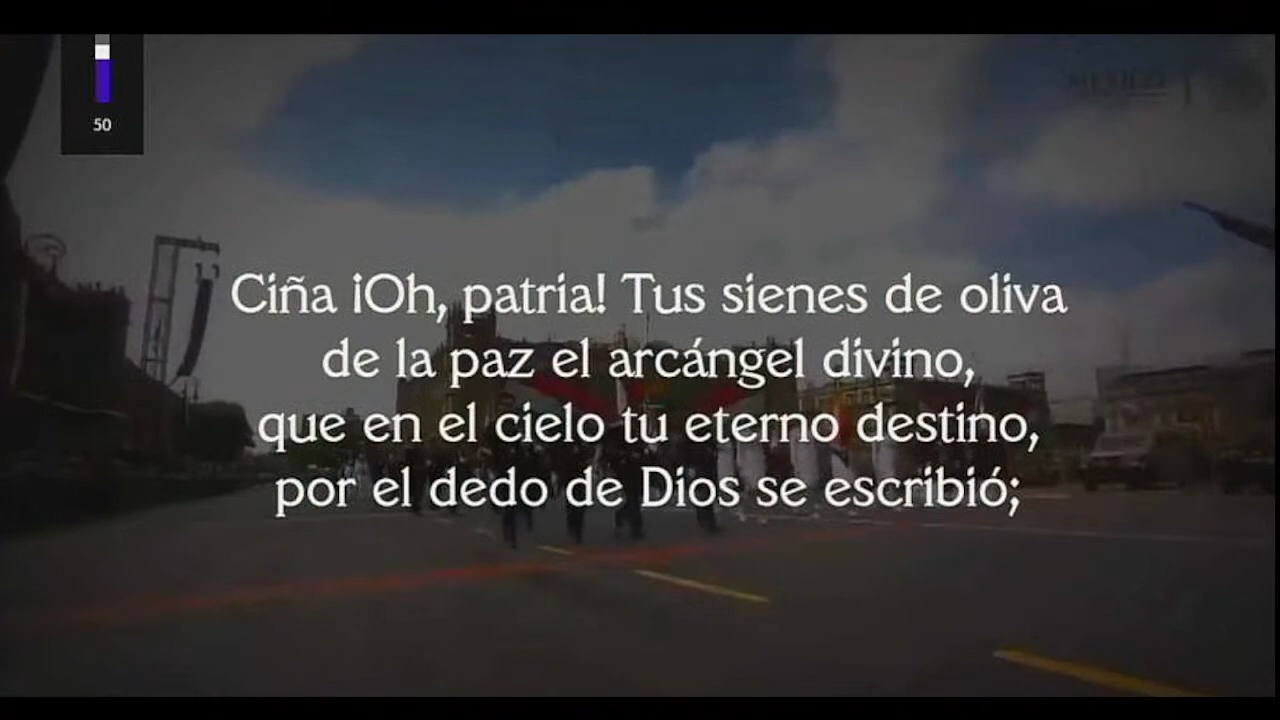 50
MÉXICO
Ciña ¡Oh, patria! Tus sienes de oliva
de la paz el arcángel divino,
que en el cielo tu eterno destino,
por el dedo de Dios se escribió;